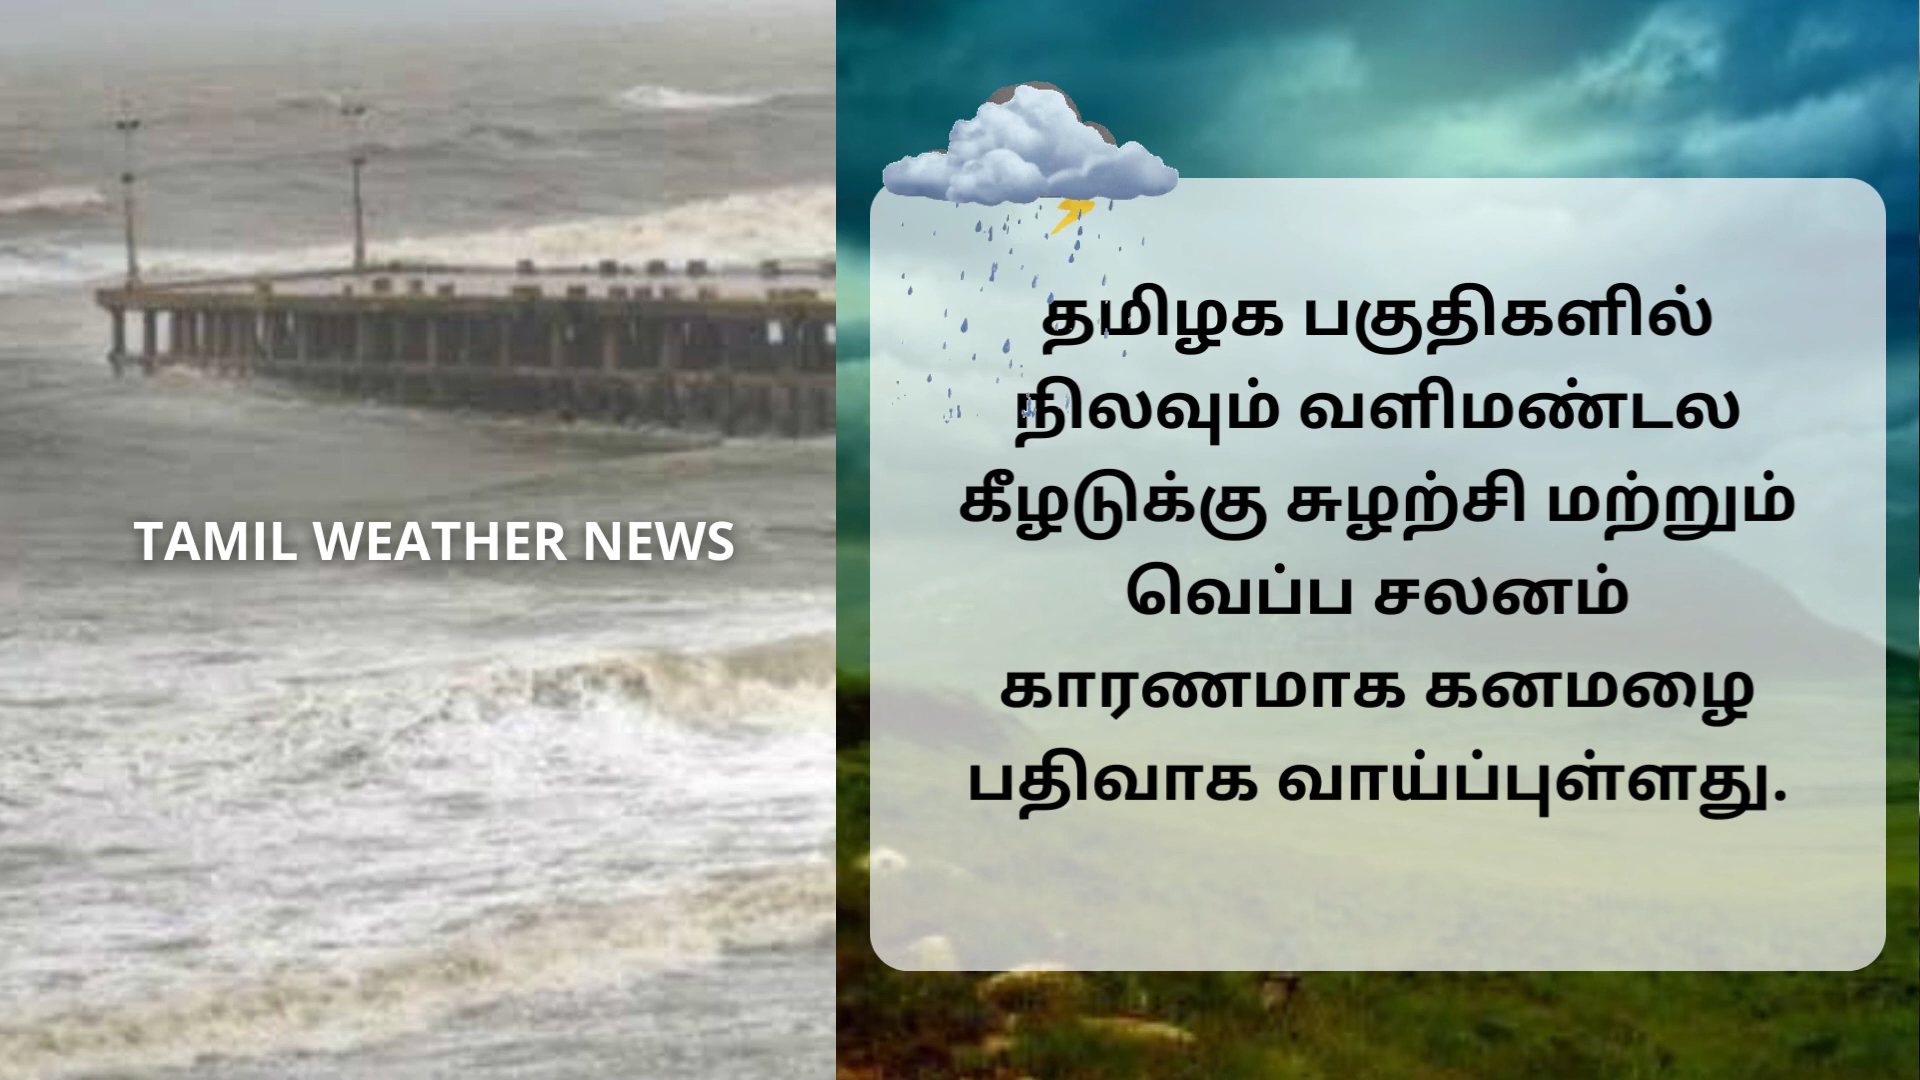 TAMIL WEATHER NEWS
தமிழக பகுதிகளில்
நிலவும் வளிமண்டல
கீழடுக்கு சுழற்சி மற்றும்
வெப்ப சலனம்
காரணமாக கனமழை
பதிவாக வாய்ப்புள்ளது.